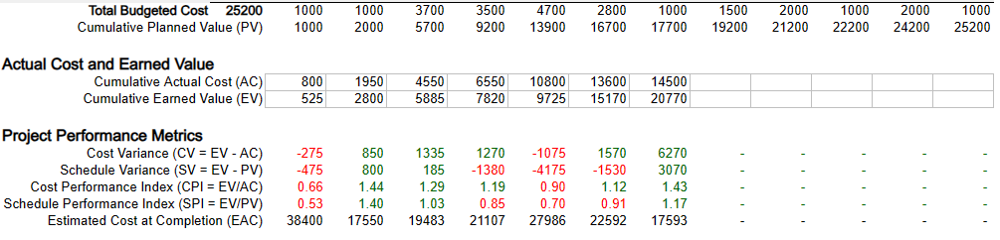 Total Budgeted Cost 25200 1000 1000 3700 3500 4700 2800 1000 1500 2000 1000 2000 1000
Cumulative Planned Value (PV) 1000 2000 5700 9200 13900 16700 17700 19200 21200 22200 24200 25200
Actual Cost and Earned Value
Cumulative Actual Cost (AC) 800 1950 4550 6550 10800 13600 14500
Cumulative Earned Value (EV) 525 2800 5885 7820 9725 15170 20770
Project Performance Metrics
Cost Variance (CV = EV - AC) -275 850 1335 1270 -1075 1570 6270 - - - - -
Schedule Variance (SV = EV - PV) -475 800 185 -1380 -4175 -1530 3070 - - - - -
Cost Performance Index (CPI = EV/AC) 0.66 1.44 1.29 1.19 0.90 1.12 1.43 - - - - -
Schedule Performance Index (SPI = EV/PV) 0.53 1.40 1.03 0.85 0.70 0.91 1.17 - - - - -
Estimated Cost at Completion (EAC) 38400 17550 19483 21107 27986 22592 17593 - - - - -